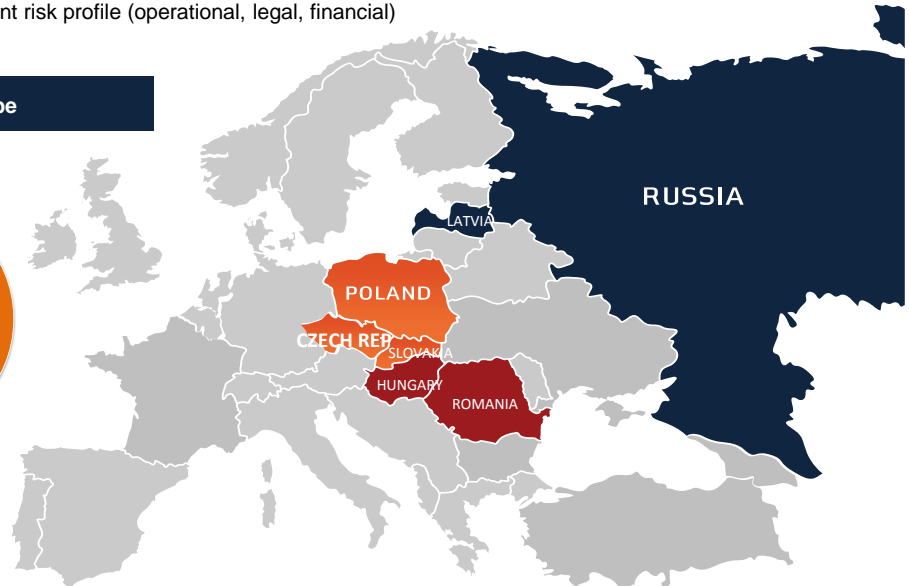 nt risk profile (operational, legal, financial)
pe
RUSSIA
LATVIA
POLAND
CZECH REP
SLOVAKIA
HUNGARY
ROMANIA